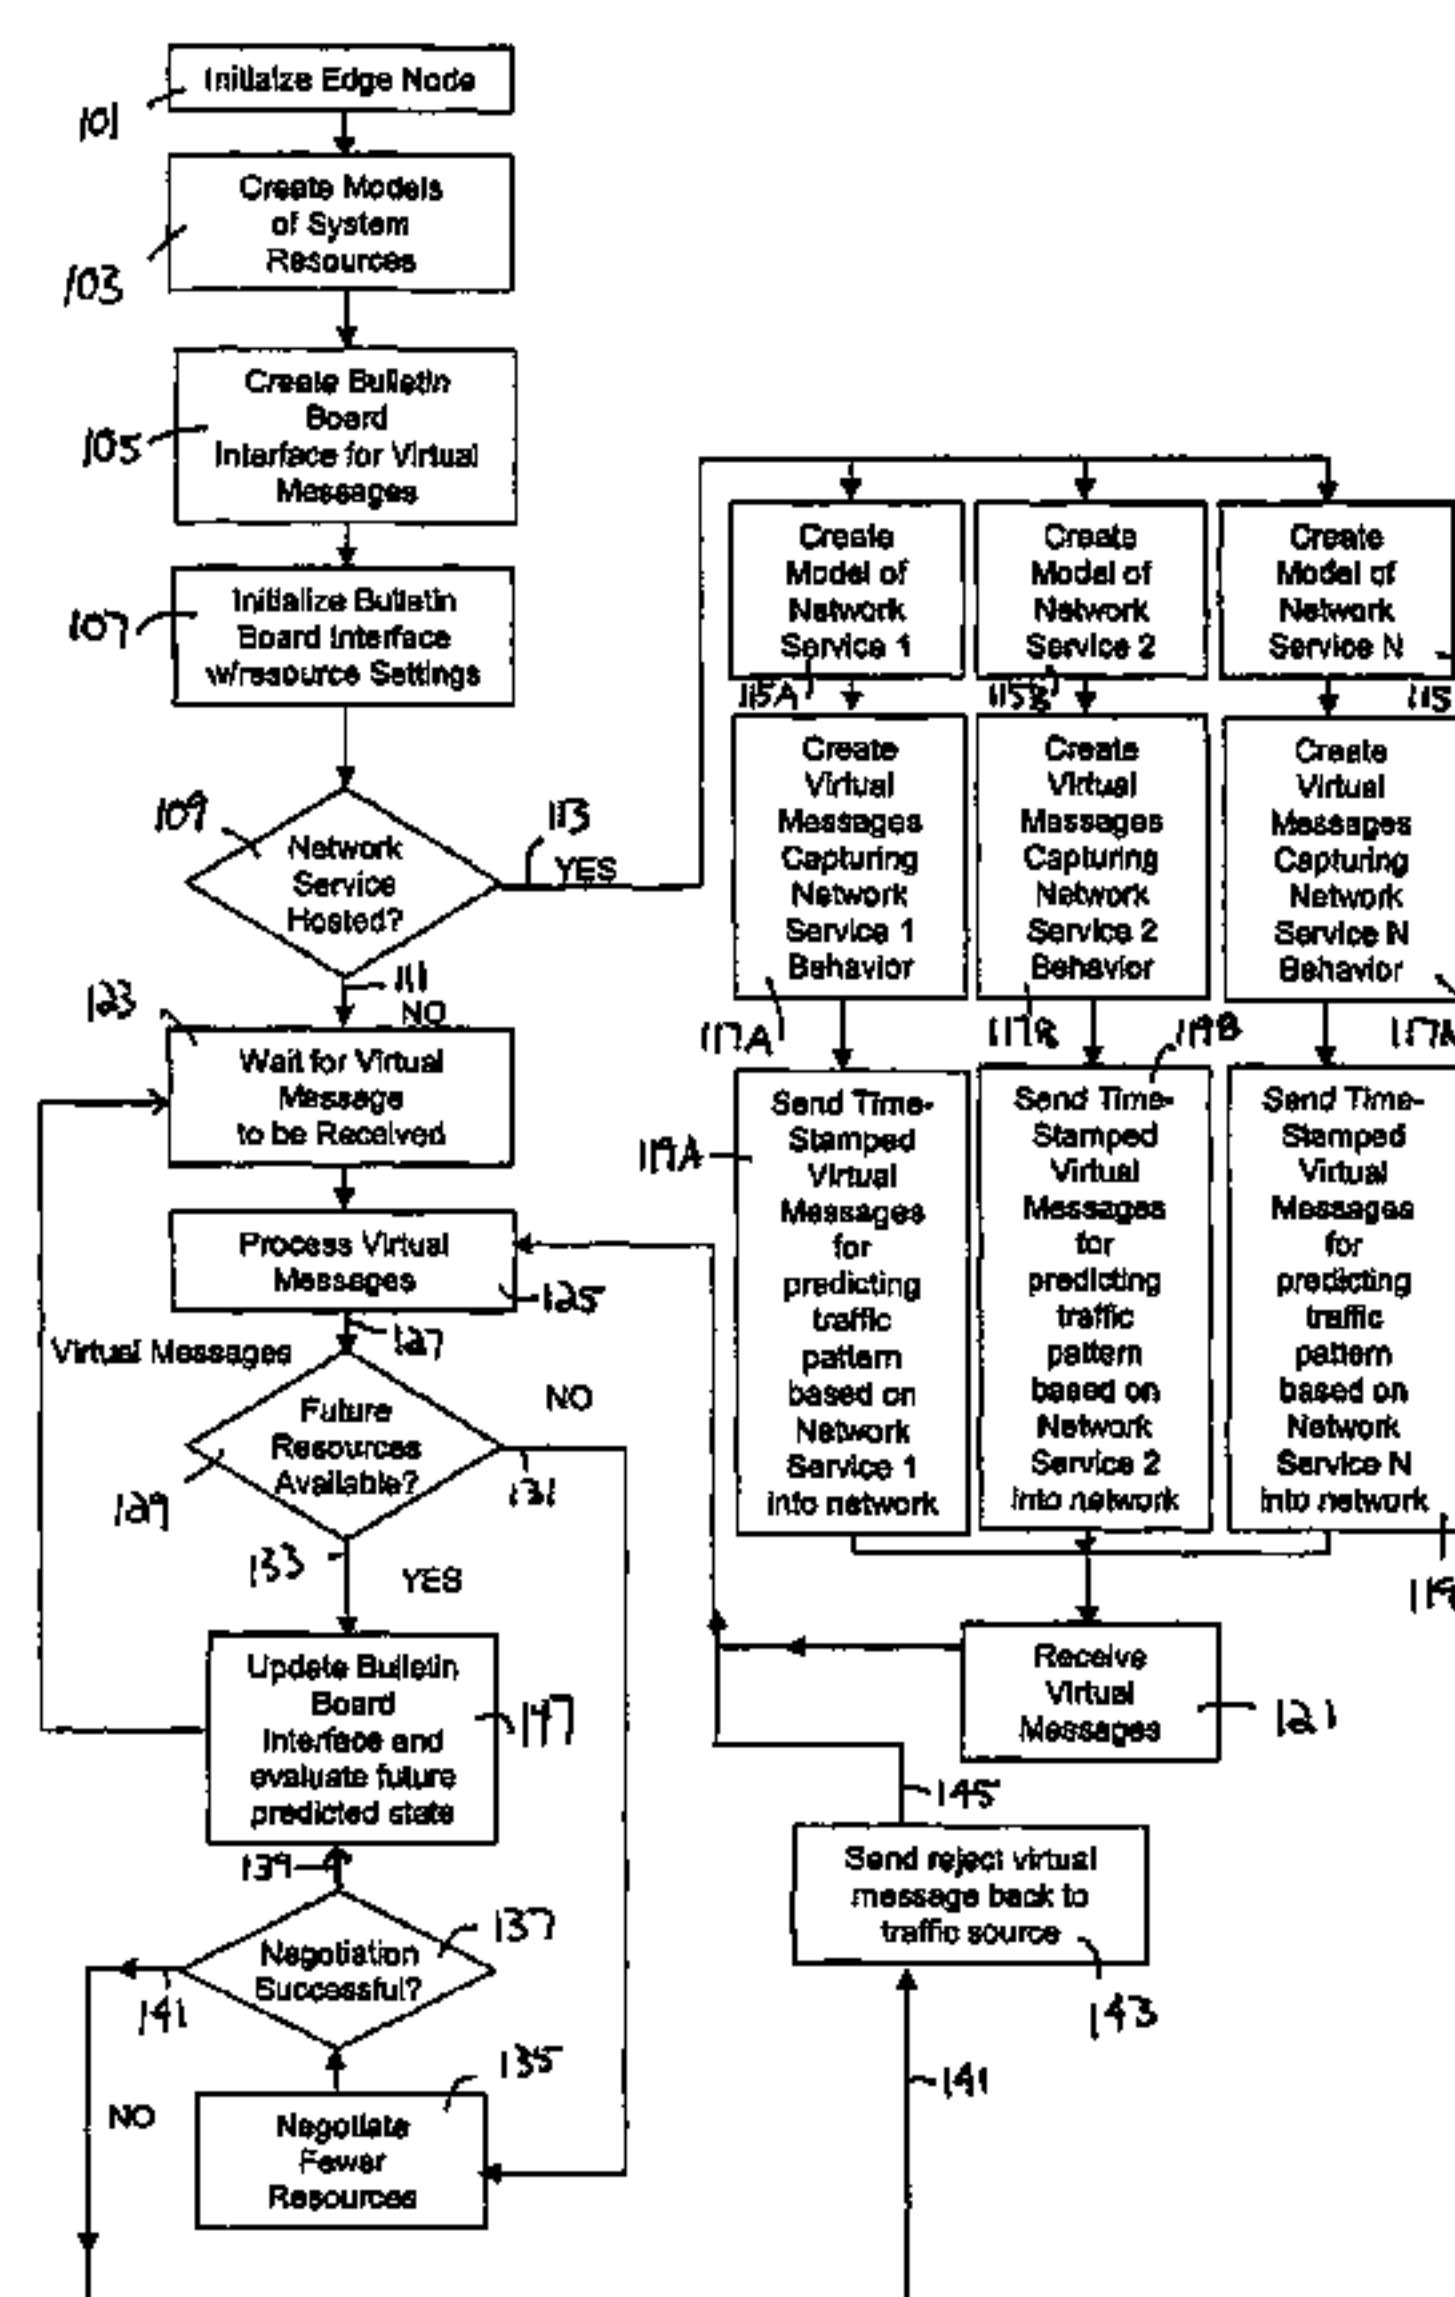 Initialze Edge Node
101
Create Models
of System
Resources
103
Create Bulletin
Board
Interface for Virtual
Messages
105
Initialize Bulletin
Board Interface
w/resource Settings
107
109
Network
Service
Hosted?
113
YES
111
NO
Create
Model of
Network
Service 1
115A
Create
Model of
Network
Service 2
115B
Create
Model of
Network
Service N
115
Create
Virtual
Messages
Capturing
Network
Service 1
Behavior
117A
Create
Virtual
Messages
Capturing
Network
Service 2
Behavior
117B
Create
Virtual
Messages
Capturing
Network
Service N
Behavior
117N
Send Time-
Stamped
Virtual
Messages
for
predicting
traffic
pattern
based on
Network
Service 1
into network
119A
Send Time-
Stamped
Virtual
Messages
for
predicting
traffic
pattern
based on
Network
Service 2
into network
119B
Send Time-
Stamped
Virtual
Messages
for
predicting
traffic
pattern
based on
Network
Service N
into network
123
Wait for Virtual
Message
to be Received
Process Virtual
Messages
125
127
Virtual Messages
Future
Resources
Available?
129
NO
131
133
YES
Update Bulletin
Board
Interface and
evaluate future
predicted state
147
139
137
Negotiation
Successful?
141
NO
135
Negotiate
Fewer
Resources
Receive
Virtual
Messages
121
145
Send reject virtual
message back to
traffic source
143
141